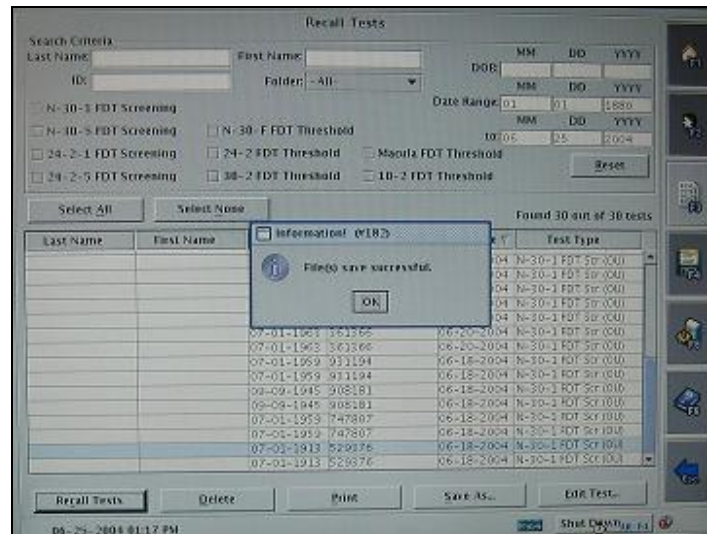 Recall Tests
Search Criteria
Last Name: First Name: DOB: MM DD YYYY
ID: Folder: -All-
Date Range: MM DD YYYY
01 01 1880
N-30-1 FDT Screening
N-30-5 FDT Screening N-30-F FDT Threshold to: MM DD YYYY
06 25 2004
24-2-1 FDT Screening 24-2 FDT Threshold Macula FDT Threshold
24-2-5 FDT Screening 30-2 FDT Threshold 10-2 FDT Threshold
Reset
Select All Select None Found 30 out of 30 tests
Last Name First Name Test Type
Information! (#182)
File(s) save successful.
OK
N-30-1 FDT Scr (OU)
N-30-1 FDT Scr (OU)
N-30-1 FDT Scr (OU)
N-30-1 FDT Scr (OU)
N-30-1 FDT Scr (OU)
07-01-1963 361366 06-20-2004 N-30-1 FDT Scr (OU)
07-01-1963 361366 06-20-2004 N-30-1 FDT Scr (OU)
07-01-1959 931194 06-18-2004 N-30-1 FDT Scr (OU)
07-01-1959 931194 06-18-2004 N-30-1 FDT Scr (OU)
09-09-1945 908181 06-18-2004 N-30-1 FDT Scr (OU)
09-09-1945 908181 06-18-2004 N-30-1 FDT Scr (OU)
07-01-1959 747807 06-18-2004 N-30-1 FDT Scr (OU)
07-01-1959 747807 06-18-2004 N-30-1 FDT Scr (OU)
07-01-1913 529376 06-18-2004 N-30-1 FDT Scr (OU)
07-01-1913 529376 06-18-2004 N-30-1 FDT Scr (OU)
Recall Tests Delete Print Save As... Edit Test...
06-25-2004 01:17 PM Shut Down